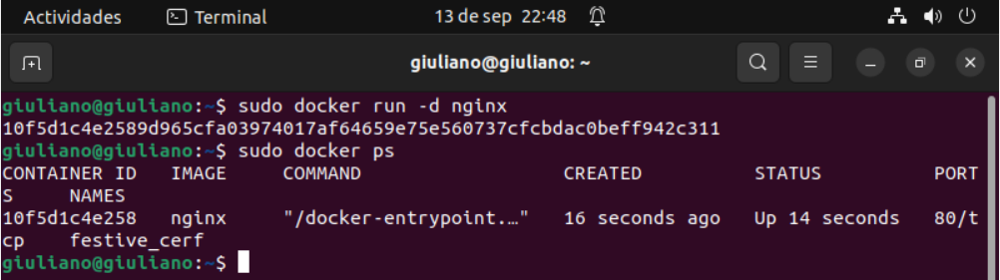 Actividades Terminal 13 de sep 22:48
giuliano@giuliano: ~
giuliano@giuliano:~$ sudo docker run -d nginx
10f5d1c4e2589d965cfa03974017af64659e75e560737cfcbdac0beff942c311
giuliano@giuliano:~$ sudo docker ps
CONTAINER ID   IMAGE     COMMAND                  CREATED          STATUS          PORT
S     NAMES
10f5d1c4e258   nginx     "/docker-entrypoint.…"   16 seconds ago   Up 14 seconds   80/t
cp    festive_cerf
giuliano@giuliano:~$